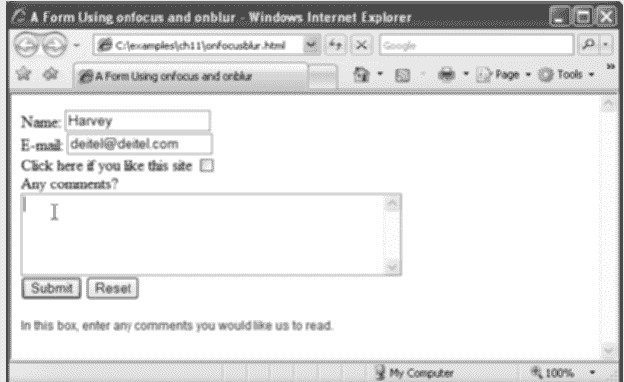 A Form Using onfocus and onblur - Windows Internet Explorer
C:\examples\ch11\onfocusblur.html Google
A Form Using onfocus and onblur Page Tools
Name: Harvey
E-mail: deitel@deitel.com
Click here if you like this site
Any comments?
Submit Reset
In this box, enter any comments you would like us to read.
My Computer 100%